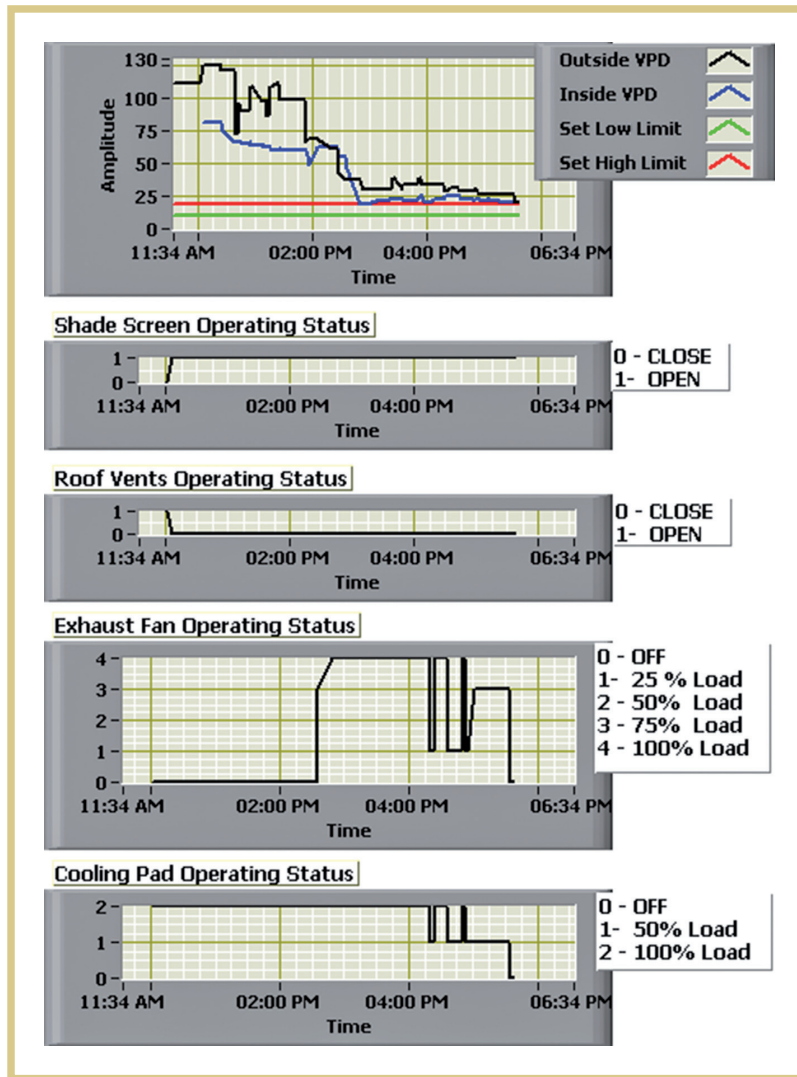 130
100
75
50
25
0
Amplitude
11:34 AM 02:00 PM 04:00 PM 06:34 PM
Time
Outside VPD
Inside VPD
Set Low Limit
Set High Limit
Shade Screen Operating Status
1
0
11:34 AM 02:00 PM 04:00 PM 06:34 PM
Time
0 - CLOSE
1- OPEN
Roof Vents Operating Status
1
0
11:34 AM 02:00 PM 04:00 PM 06:34 PM
Time
0 - CLOSE
1- OPEN
Exhaust Fan Operating Status
4
3
2
1
0
11:34 AM 02:00 PM 04:00 PM 06:34 PM
Time
0 - OFF
1- 25 % Load
2 - 50% Load
3 - 75% Load
4 - 100% Load
Cooling Pad Operating Status
2
1
0
11:34 AM 02:00 PM 04:00 PM 06:34 PM
Time
0 - OFF
1- 50% Load
2 - 100% Load